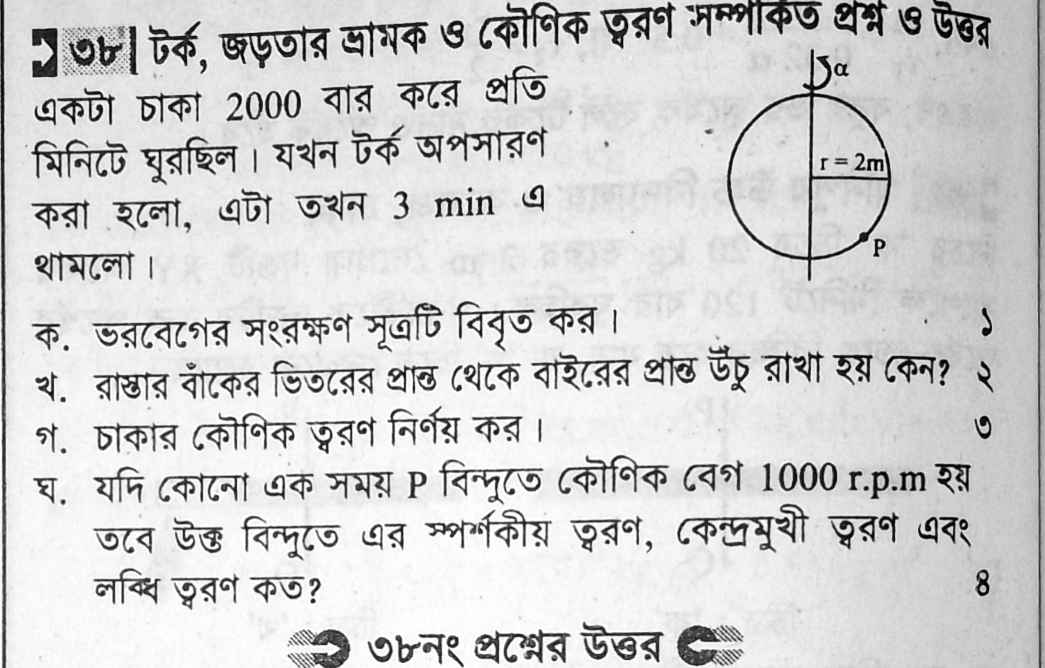 ৩৮। টর্ক, জড়তার ভ্রামক ও কৌণিক ত্বরণ সম্পর্কিত প্রশ্ন ও উত্তর
একটা চাকা 2000 বার করে প্রতি
মিনিটে ঘুরছিল। যখন টর্ক অপসারণ
করা হলো, এটা তখন 3 min এ
থামলো।
α
r = 2m
P
ক. ভরবেগের সংরক্ষণ সূত্রটি বিবৃত কর। ১
খ. রাস্তার বাঁকের ভিতরের প্রান্ত থেকে বাইরের প্রান্ত উঁচু রাখা হয় কেন? ২
গ. চাকার কৌণিক ত্বরণ নির্ণয় কর। ৩
ঘ. যদি কোনো এক সময় P বিন্দুতে কৌণিক বেগ 1000 r.p.m হয়
তবে উক্ত বিন্দুতে এর স্পর্শকীয় ত্বরণ, কেন্দ্রমুখী ত্বরণ এবং
লব্ধি ত্বরণ কত? ৪
৩৮নং প্রশ্নের উত্তর